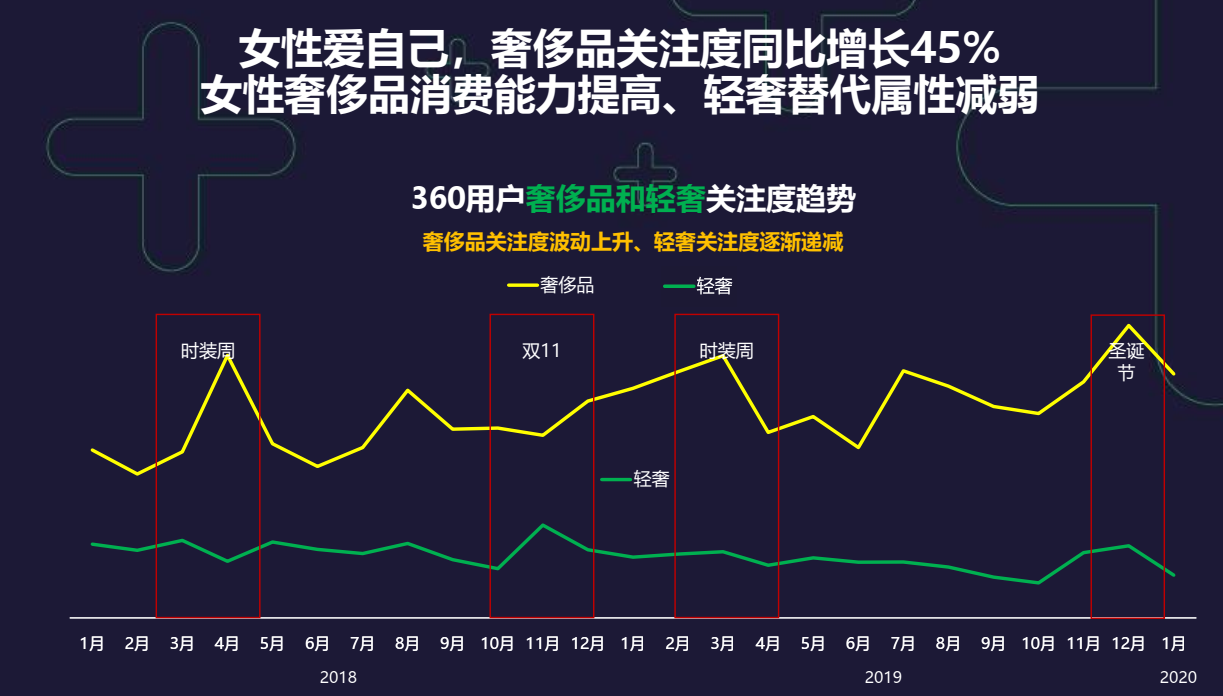 女性爱自己，奢侈品关注度同比增长45%
女性奢侈品消费能力提高、轻奢替代属性减弱
360用户奢侈品和轻奢关注度趋势
奢侈品关注度波动上升、轻奢关注度逐渐递减
奢侈品 轻奢
时装周 双11 时装周 圣诞
节
轻奢
1月 2月 3月 4月 5月 6月 7月 8月 9月 10月 11月 12月 1月 2月 3月 4月 5月 6月 7月 8月 9月 10月 11月 12月 1月
2018 2019 2020